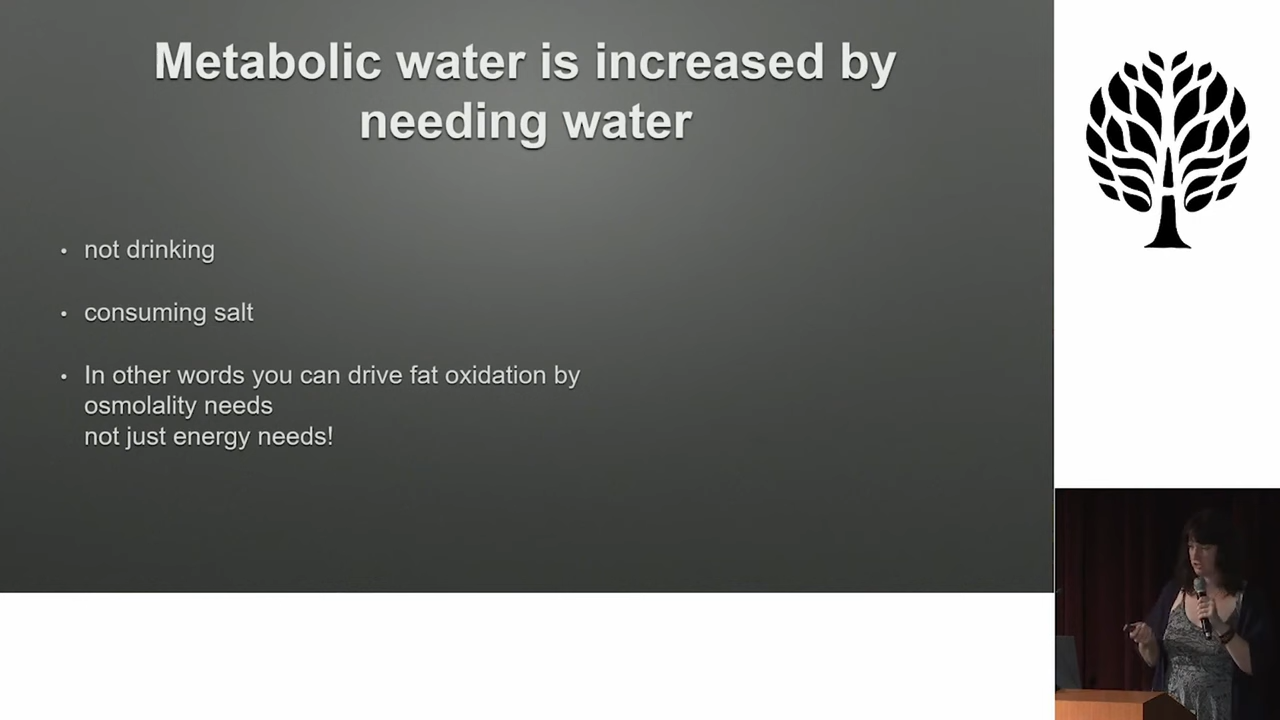 Metabolic water is increased by
needing water
• not drinking
• consuming salt
• In other words you can drive fat oxidation by
osmolality needs
not just energy needs!